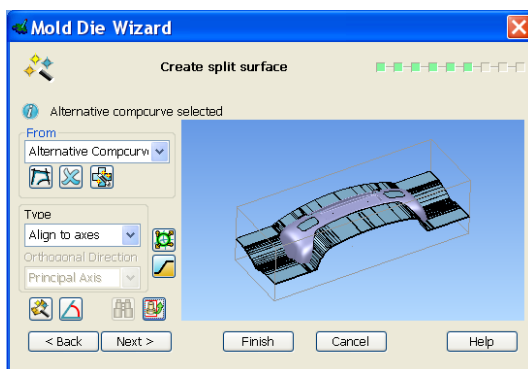 Mold Die Wizard
Create split surface
Alternative compcurve selected
From
Alternative Compcurv
Type
Align to axes
Orthogonal Direction
Principal Axis
< Back
Next >
Finish
Cancel
Help